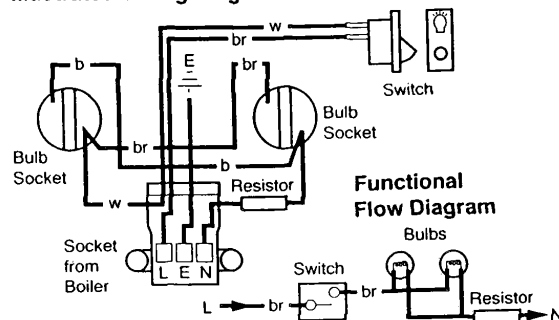 w
br
E
b
br
Switch
Bulb
Socket
br
b
Bulb
Socket
w
Resistor
Functional
Flow Diagram
Bulbs
Socket
from
Boiler
L E N
Switch
L br br
Resistor